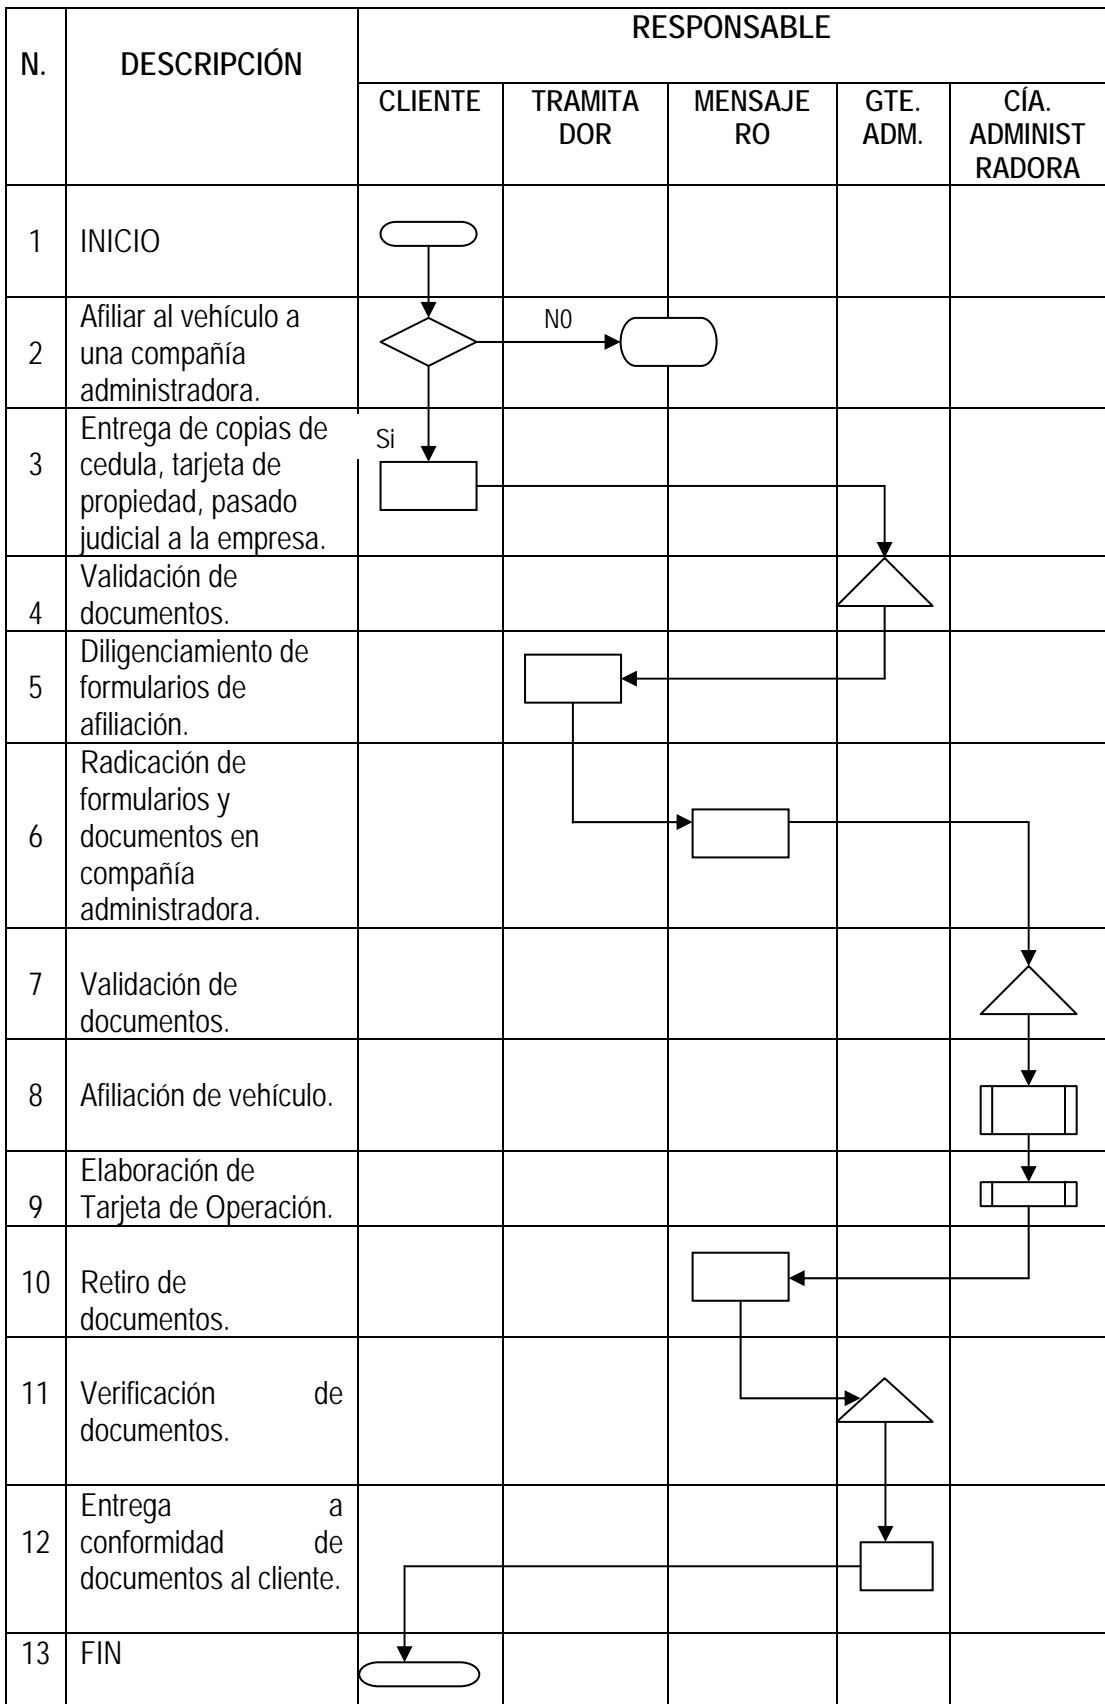 N.
DESCRIPCIÓN
RESPONSABLE
CLIENTE
TRAMITA
DOR
MENSAJE
RO
GTE.
ADM.
CÍA.
ADMINIST
RADORA
1
INICIO
2
Afiliar al vehículo a
una compañía
administradora.
N0
3
Entrega de copias de
cedula, tarjeta de
propiedad, pasado
judicial a la empresa.
Si
4
Validación de
documentos.
5
Diligenciamiento de
formularios de
afiliación.
6
Radicación de
formularios y
documentos en
compañía
administradora.
7
Validación de
documentos.
8
Afiliación de vehículo.
9
Elaboración de
Tarjeta de Operación.
10
Retiro de
documentos.
11
Verificación de
documentos.
12
Entrega a
conformidad de
documentos al cliente.
13
FIN